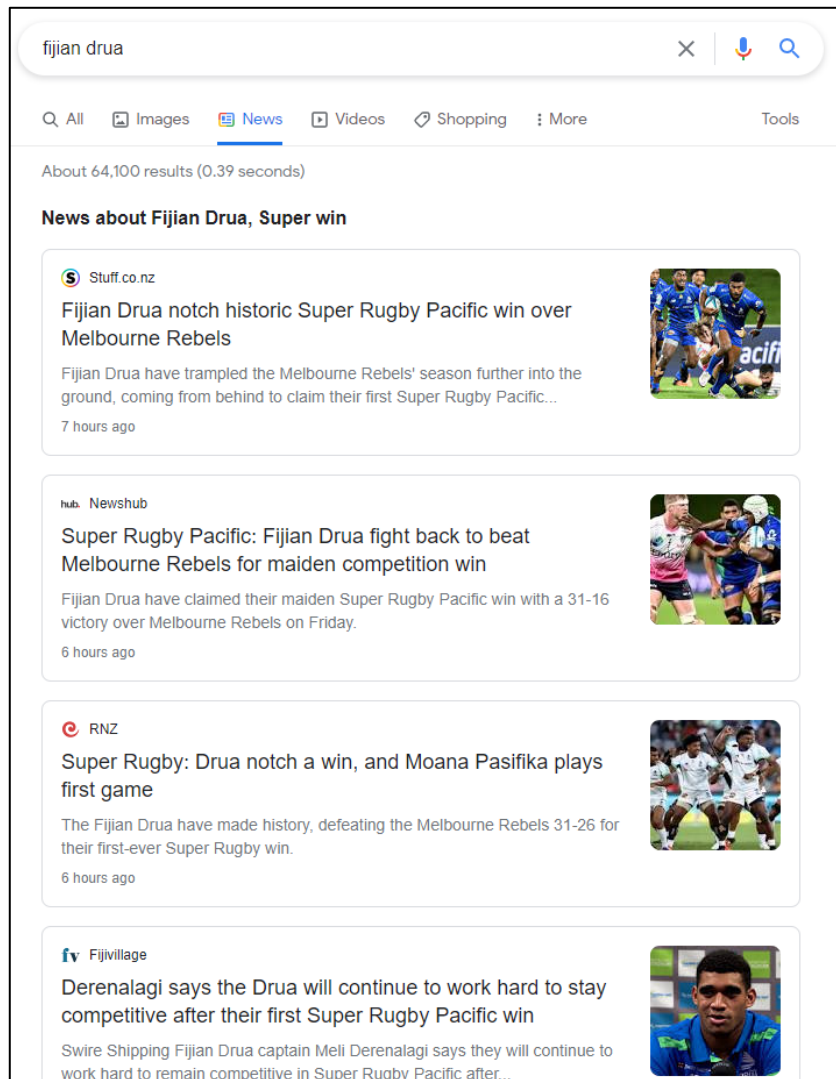 fijian drua
All Images News Videos Shopping More Tools
About 64,100 results (0.39 seconds)
News about Fijian Drua, Super win
S Stuff.co.nz
Fijian Drua notch historic Super Rugby Pacific win over
Melbourne Rebels
Fijian Drua have trampled the Melbourne Rebels' season further into the
ground, coming from behind to claim their first Super Rugby Pacific...
7 hours ago
acifi
hub. Newshub
Super Rugby Pacific: Fijian Drua fight back to beat
Melbourne Rebels for maiden competition win
Fijian Drua have claimed their maiden Super Rugby Pacific win with a 31-16
victory over Melbourne Rebels on Friday.
6 hours ago
RNZ
Super Rugby: Drua notch a win, and Moana Pasifika plays
first game
The Fijian Drua have made history, defeating the Melbourne Rebels 31-26 for
their first-ever Super Rugby win.
6 hours ago
fv Fijivillage
Derenalagi says the Drua will continue to work hard to stay
competitive after their first Super Rugby Pacific win
Swire Shipping Fijian Drua captain Meli Derenalagi says they will continue to
work hard to remain competitive in Super Rugby Pacific after...